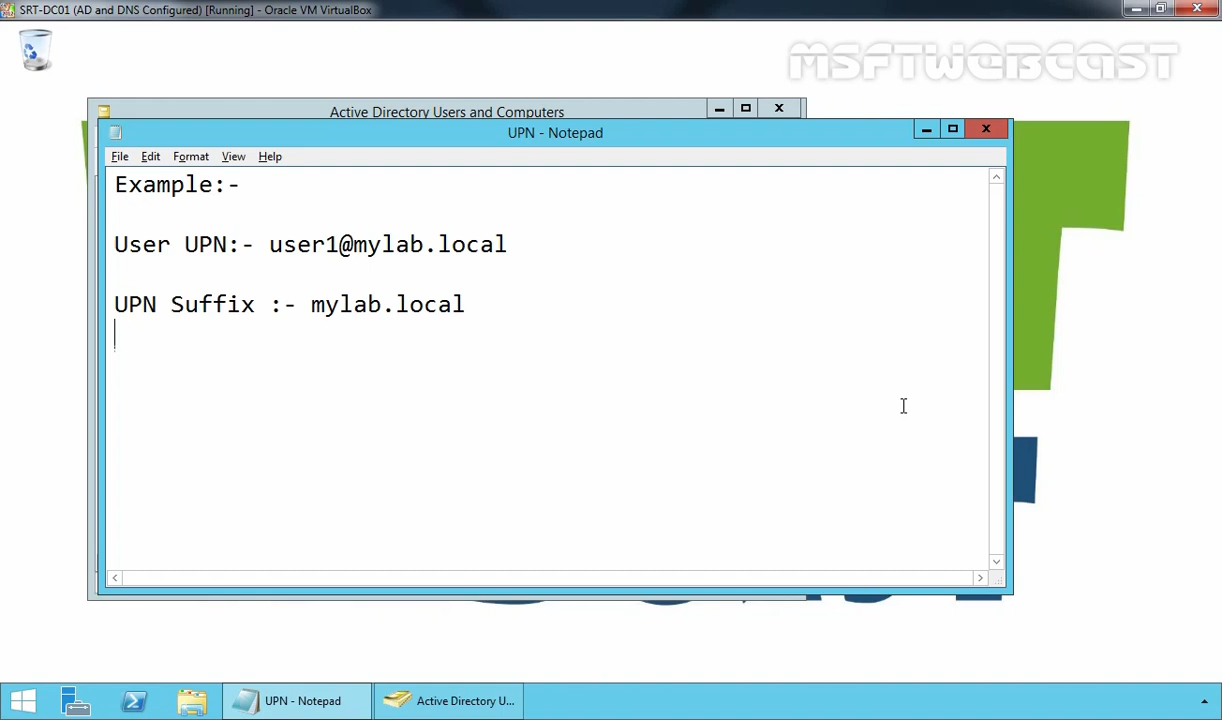 SRT-DC01 (AD and DNS Configured) [Running] - Oracle VM VirtualBox
MSFTWEBCAST
Active Directory Users and Computers
UPN - Notepad
File Edit Format View Help
Example:-
User UPN:- user1@mylab.local
UPN Suffix :- mylab.local
UPN - Notepad
Active Directory U...